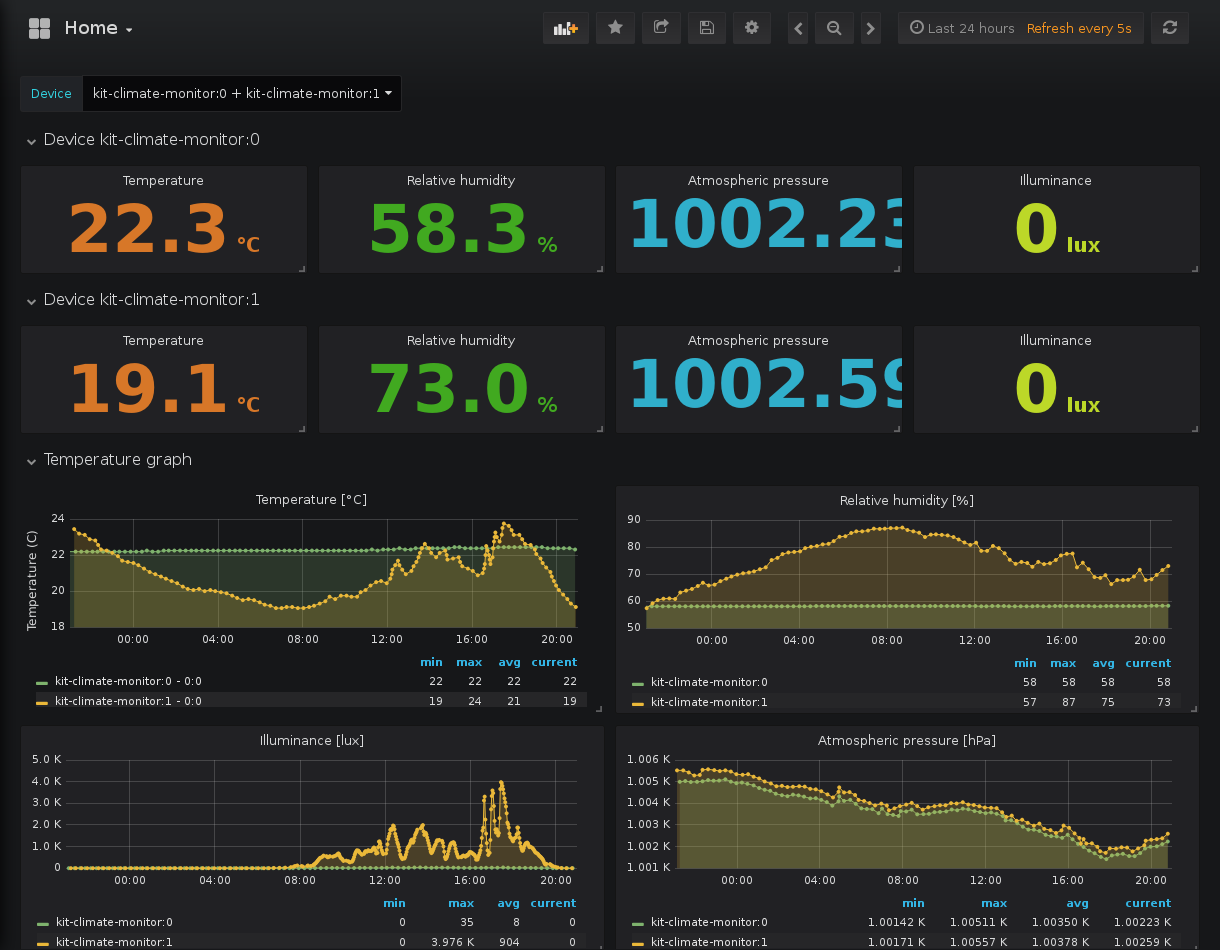 Home
Last 24 hours Refresh every 5s
Device kit-climate-monitor:0 + kit-climate-monitor:1
Device kit-climate-monitor:0
Temperature Relative humidity Atmospheric pressure Illuminance
22.3 °C 58.3 % 1002.23 0 lux
Device kit-climate-monitor:1
Temperature Relative humidity Atmospheric pressure Illuminance
19.1 °C 73.0 % 1002.59 0 lux
Temperature graph
Temperature [°C]
Temperature (C)
24
22
20
18
00:00 04:00 08:00 12:00 16:00 20:00
min max avg current
kit-climate-monitor:0 - 0:0 22 22 22 22
kit-climate-monitor:1 - 0:0 19 24 21 19
Relative humidity [%]
90
80
70
60
50
00:00 04:00 08:00 12:00 16:00 20:00
min max avg current
kit-climate-monitor:0 58 58 58 58
kit-climate-monitor:1 57 87 75 73
Illuminance [lux]
5.0 K
4.0 K
3.0 K
2.0 K
1.0 K
0
00:00 04:00 08:00 12:00 16:00 20:00
min max avg current
kit-climate-monitor:0 0 35 8 0
kit-climate-monitor:1 0 3.976 K 904 0
Atmospheric pressure [hPa]
1.006 K
1.005 K
1.004 K
1.003 K
1.002 K
1.001 K
00:00 04:00 08:00 12:00 16:00 20:00
min max avg current
kit-climate-monitor:0 1.00142 K 1.00511 K 1.00350 K 1.00223 K
kit-climate-monitor:1 1.00171 K 1.00557 K 1.00378 K 1.00259 K